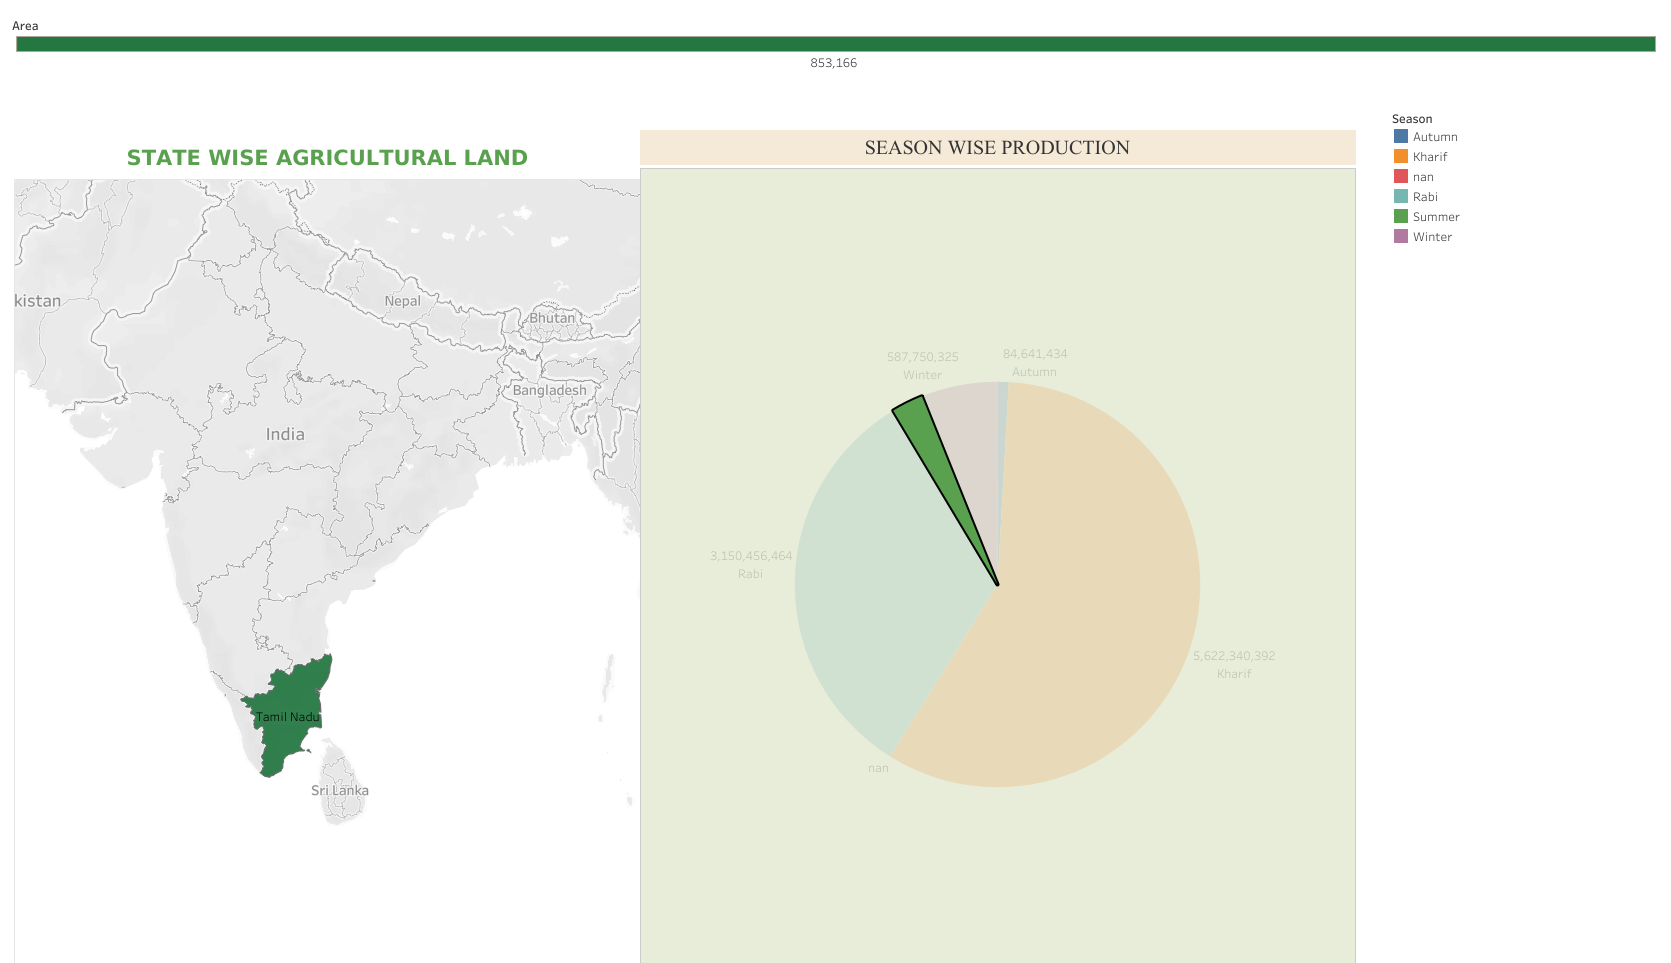 Area
853,166
STATE WISE AGRICULTURAL LAND
SEASON WISE PRODUCTION
Season
Autumn
Kharif
nan
Rabi
Summer
Winter
kistan
Nepal
Bhutan
Bangladesh
India
Tamil Nadu
Sri Lanka
587,750,325
Winter
84,641,434
Autumn
3,150,456,464
Rabi
5,622,340,392
Kharif
nan